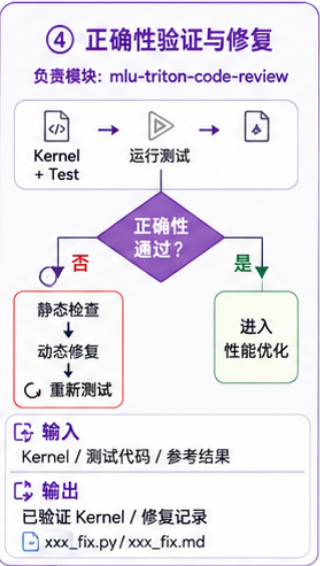 ④ 正确性验证与修复
负责模块：mlu-triton-code-review
</>
Kernel
+ Test
运行测试
正确性
通过？
否
是
静态检查
动态修复
重新测试
进入
性能优化
输入
Kernel / 测试代码 / 参考结果
输出
已验证 Kernel / 修复记录
xxx_fix.py / xxx_fix.md